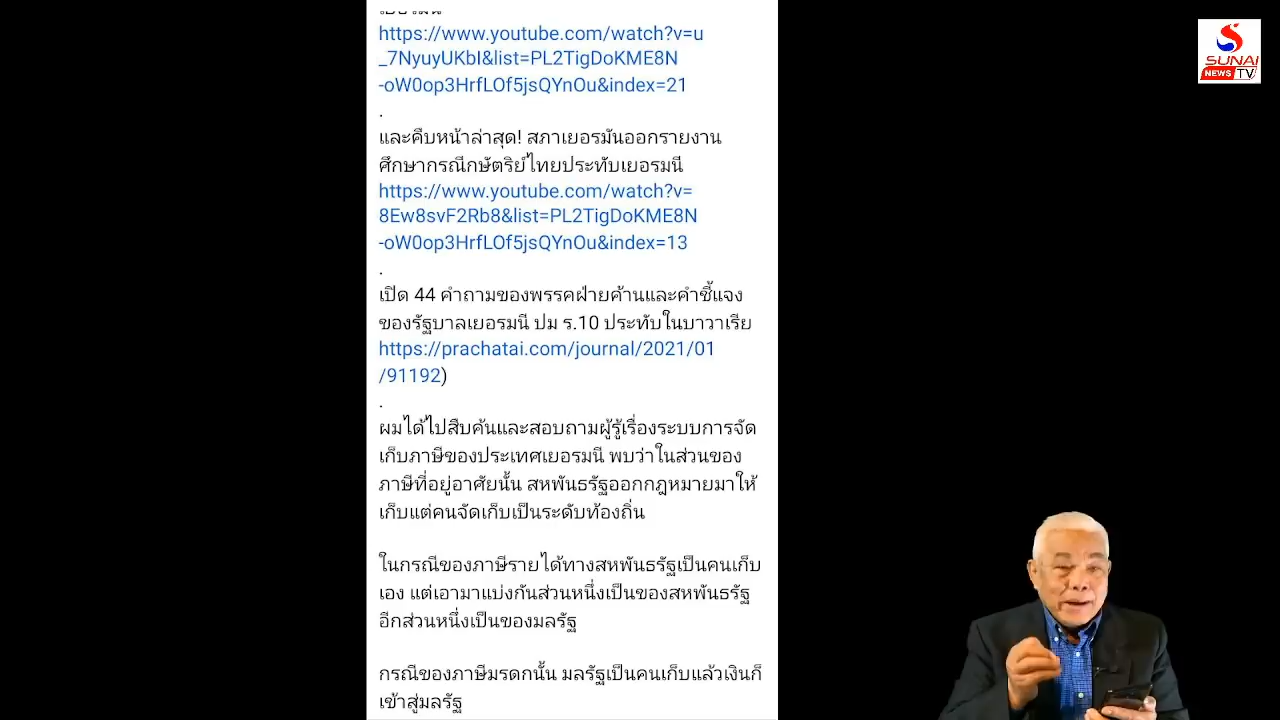 https://www.youtube.com/watch?v=u
_7NyuyUKbI&list=PL2TigDoKME8N
-oW0op3HrfLOf5jsQYnOu&index=21
.
และคืบหน้าล่าสุด! สภาเยอรมันออกรายงาน
ศึกษากรณีกษัตริย์ไทยประทับเยอรมนี
https://www.youtube.com/watch?v=
8Ew8svF2Rb8&list=PL2TigDoKME8N
-oW0op3HrfLOf5jsQYnOu&index=13
.
เปิด 44 คำถามของพรรคฝ่ายค้านและคำชี้แจง
ของรัฐบาลเยอรมนี ปม ร.10 ประทับในบาวาเรีย
https://prachatai.com/journal/2021/01
/91192)
.
ผมได้ไปสืบค้นและสอบถามผู้รู้เรื่องระบบการจัด
เก็บภาษีของประเทศเยอรมนี พบว่าในส่วนของ
ภาษีที่อยู่อาศัยนั้น สหพันธรัฐออกกฎหมายมาให้
เก็บแต่คนจัดเก็บเป็นระดับท้องถิ่น
ในกรณีของภาษีรายได้ทางสหพันธรัฐเป็นคนเก็บ
เอง แต่เอามาแบ่งกันส่วนหนึ่งเป็นของสหพันธรัฐ
อีกส่วนหนึ่งเป็นของมลรัฐ
กรณีของภาษีมรดกนั้น มลรัฐเป็นคนเก็บแล้วเงินก็
เข้าสู่มลรัฐ
SUNAI
NEWS TV